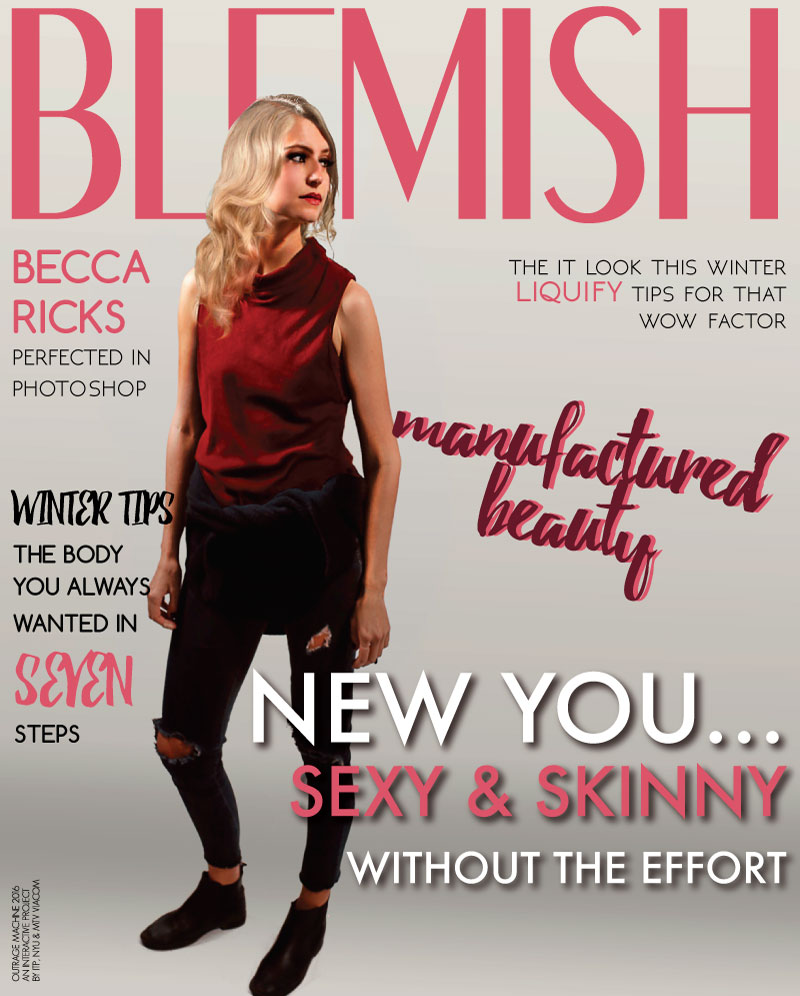 BLEMISH
BECCA
RICKS
PERFECTED IN
PHOTOSHOP
THE IT LOOK THIS WINTER
LIQUIFY TIPS FOR THAT
WOW FACTOR
manufactured
beauty
WINTER TIPS
THE BODY
YOU ALWAYS
WANTED IN
SEVEN
STEPS
NEW YOU...
SEXY & SKINNY
WITHOUT THE EFFORT
OUTRAGE MACHINE 2016
AN INTERACTIVE PROJECT
BY ITP, NYU & MTV VIACOM